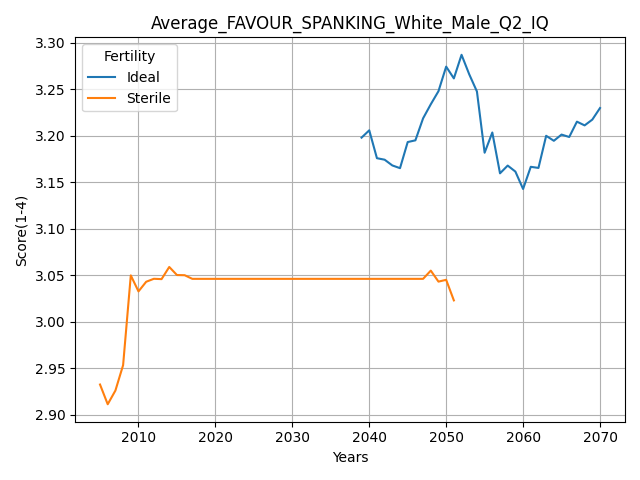 Average_FAVOUR_SPANKING_White_Male_Q2_IQ
Fertility
Ideal
Sterile
Score(1-4)
3.30
3.25
3.20
3.15
3.10
3.05
3.00
2.95
2.90
2010 2020 2030 2040 2050 2060 2070
Years